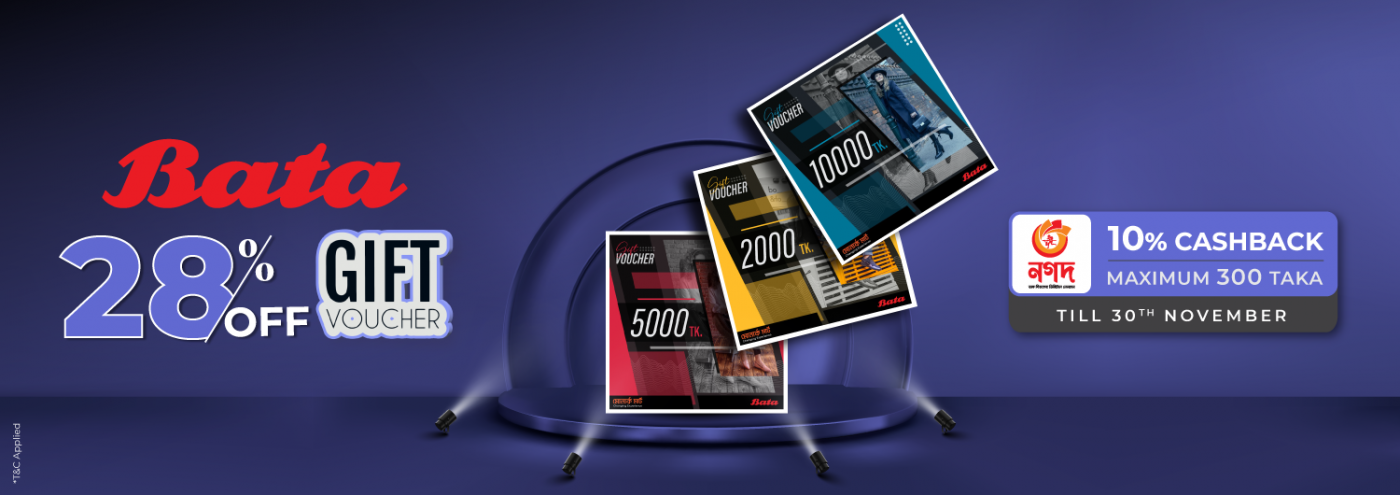 Bata
28%
OFF
GIFT
VOUCHER
Gift
VOUCHER
10000 TK.
Bata
Gift
VOUCHER
2000 TK.
Bata
Gift
VOUCHER
5000 TK.
Bata
নগদ
10% CASHBACK
MAXIMUM 300 TAKA
TILL 30TH NOVEMBER
*T&C Applied